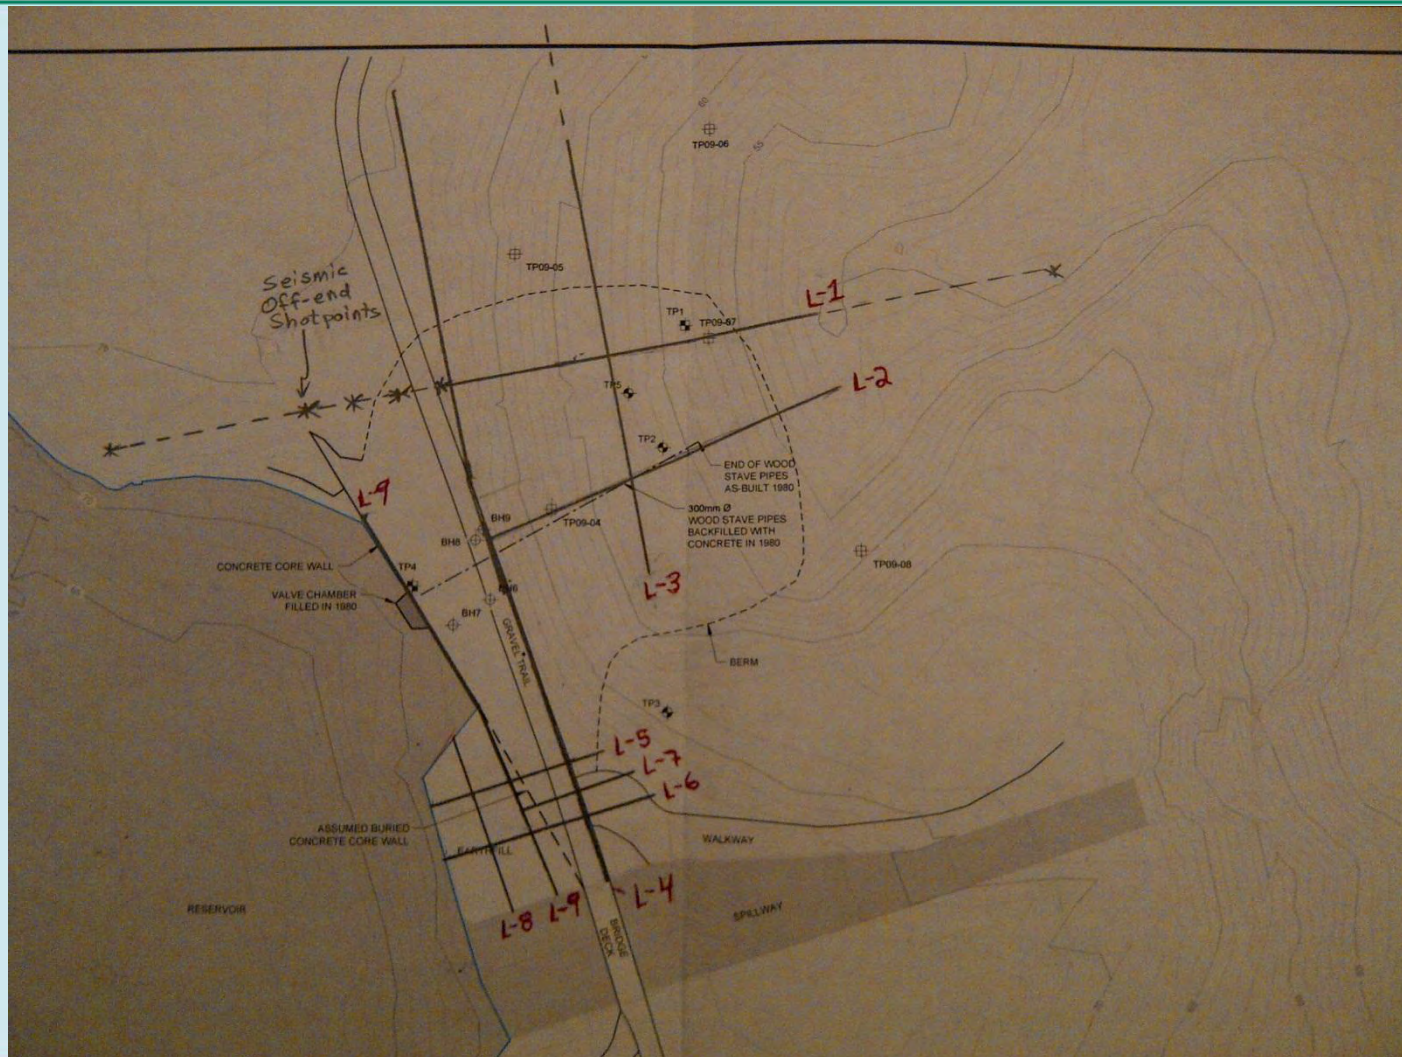 TP09-06
TP09-05
Seismic
Off-end
Shotpoints
L-1
TP1
TP09-87
L-2
TP5
TP2
END OF WOOD
STAVE PIPES
AS-BUILT 1980
L-9
300mm Ø
WOOD STAVE PIPES
BACKFILLED WITH
CONCRETE IN 1980
BH9
TP09-04
BH8
TP09-08
CONCRETE CORE WALL
TP4
L-3
VALVE CHAMBER
FILLED IN 1980
BH7
GRAVEL TRAIL
BERM
TP3
L-5
L-7
L-6
ASSUMED BURIED
CONCRETE CORE WALL
WALKWAY
EARTHFILL
L-4
RESERVOIR
L-8
L-9
SPILLWAY
BRIDGE
DECK